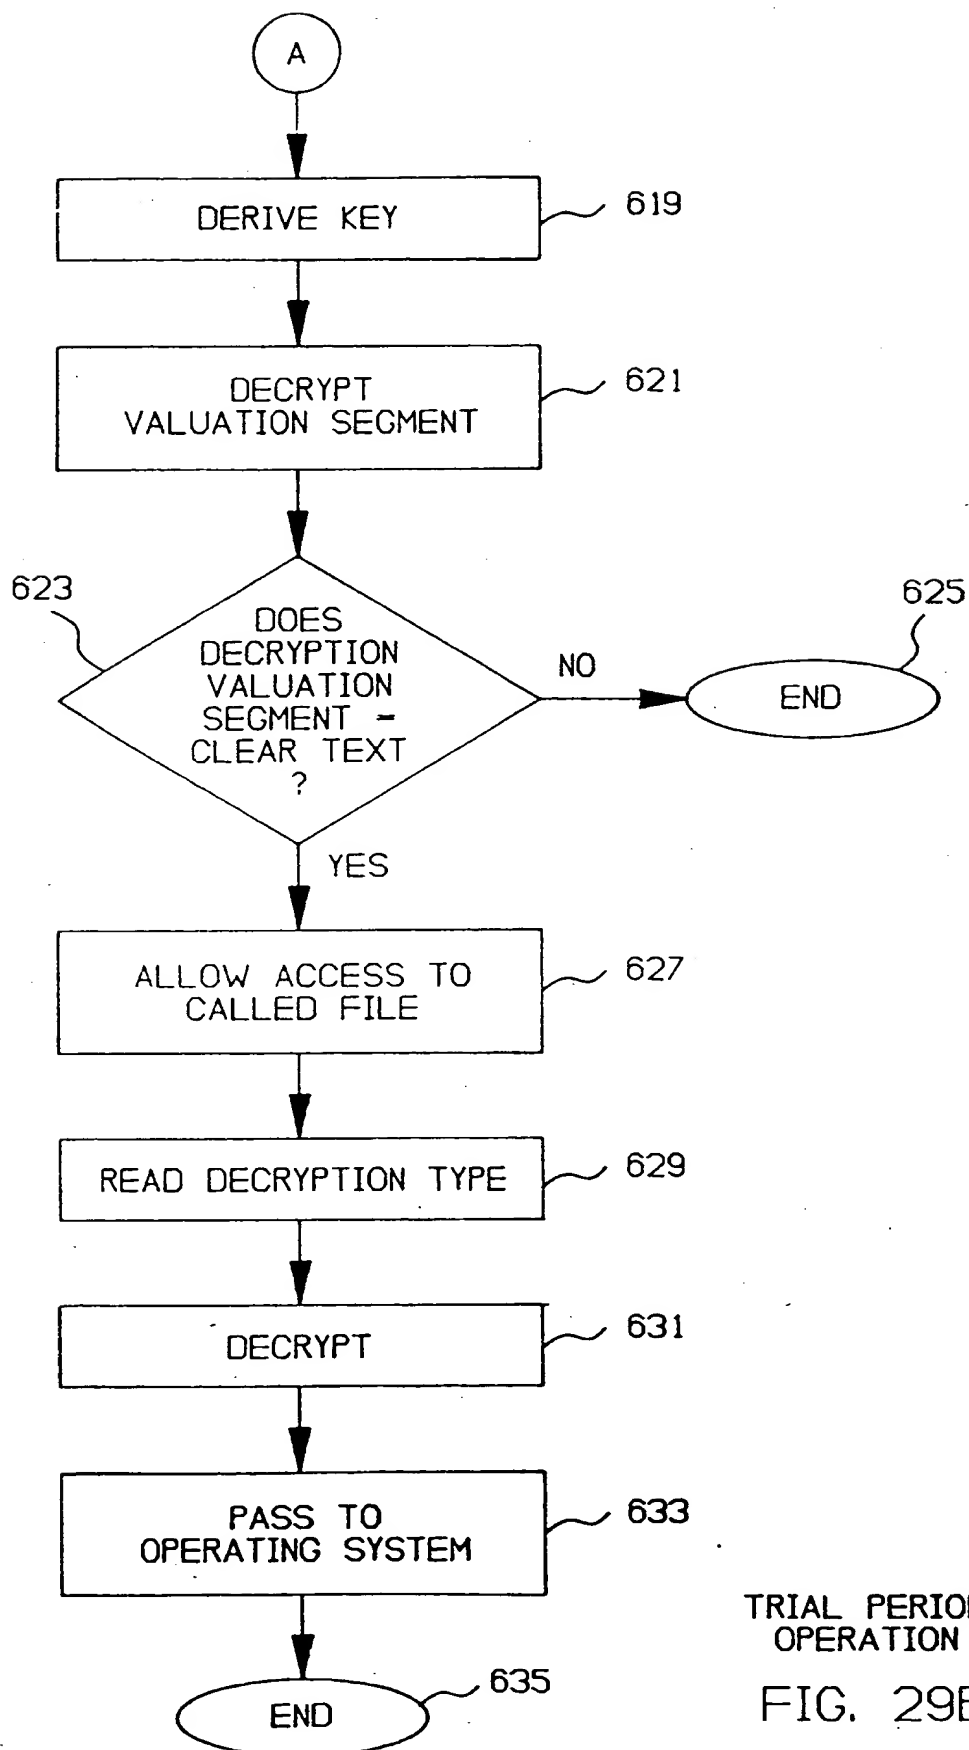 A
DERIVE KEY
619
DECRYPT
VALUATION SEGMENT
621
623
DOES
DECRYPTION
VALUATION
SEGMENT =
CLEAR TEXT
?
NO
625
END
YES
ALLOW ACCESS TO
CALLED FILE
627
READ DECRYPTION TYPE
629
DECRYPT
631
PASS TO
OPERATING SYSTEM
633
END
635
TRIAL PERIOD
OPERATION
FIG. 29B